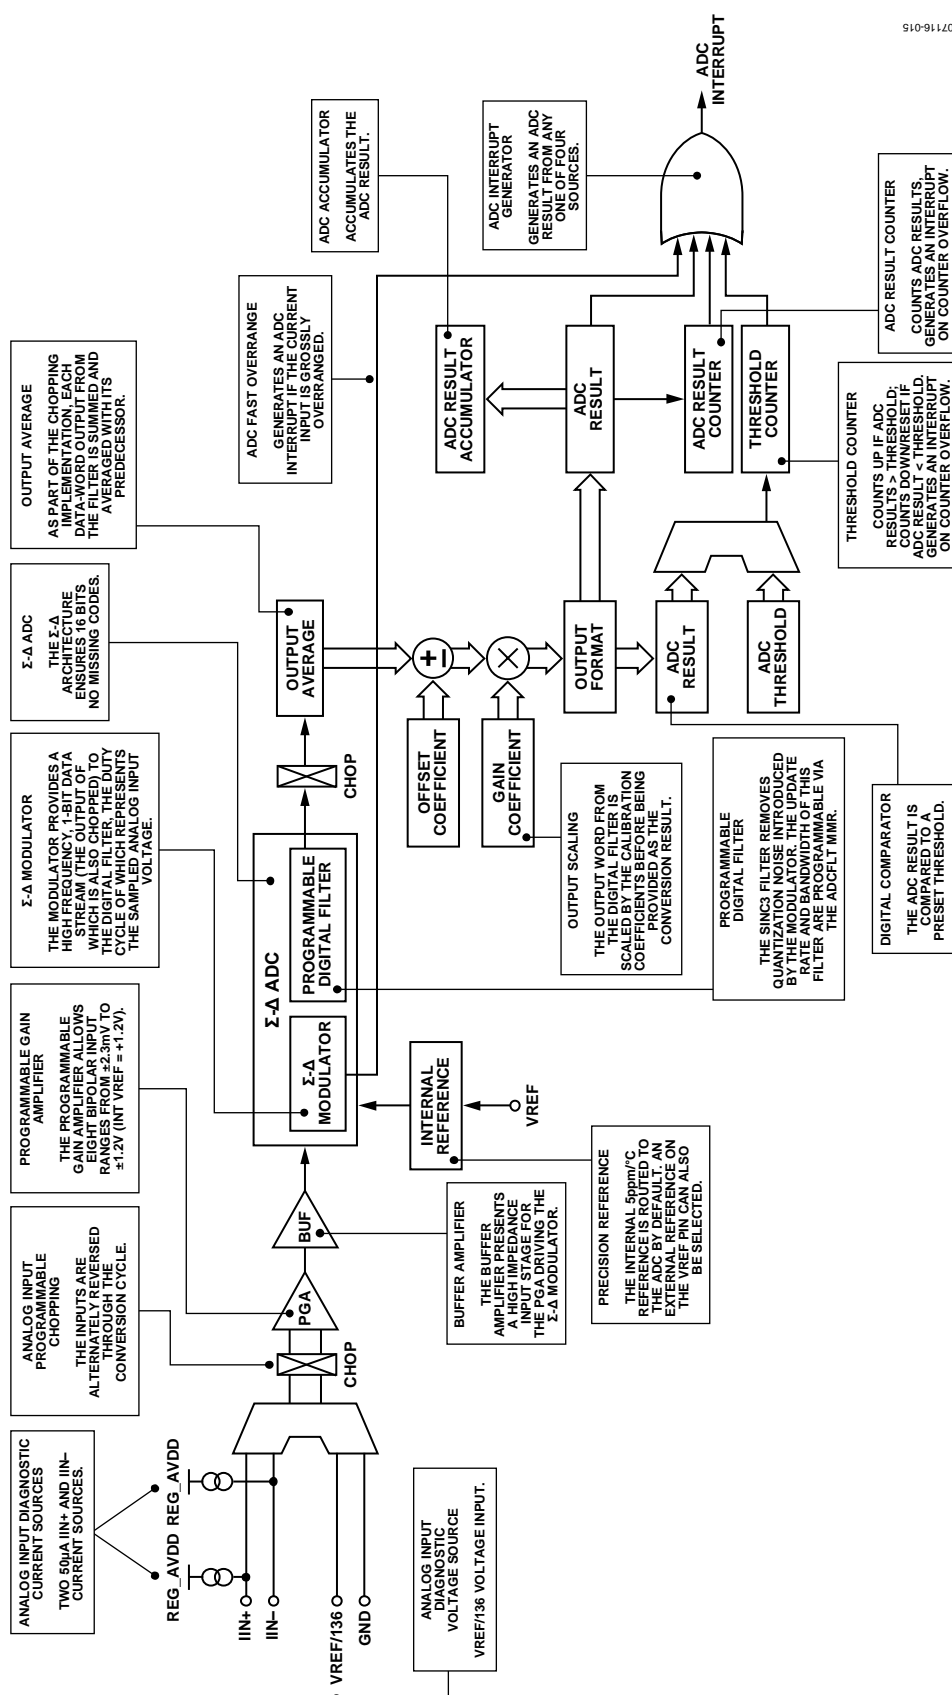 ANALOG INPUT DIAGNOSTIC
CURRENT SOURCES
TWO 50µA IIN+ AND IIN–
CURRENT SOURCES.
ANALOG INPUT
PROGRAMMABLE
CHOPPING
THE INPUTS ARE
ALTERNATELY REVERSED
THROUGH THE
CONVERSION CYCLE.
PROGRAMMABLE GAIN
AMPLIFIER
THE PROGRAMMABLE
GAIN AMPLIFIER ALLOWS
EIGHT BIPOLAR INPUT
RANGES FROM ±2.3mV TO
±1.2V (INT VREF = +1.2V).
Σ-Δ MODULATOR
THE MODULATOR PROVIDES A
HIGH FREQUENCY, 1-BIT DATA
STREAM (THE OUTPUT OF
WHICH IS ALSO CHOPPED) TO
THE DIGITAL FILTER, THE DUTY
CYCLE OF WHICH REPRESENTS
THE SAMPLED ANALOG INPUT
VOLTAGE.
Σ-Δ ADC
THE Σ-Δ
ARCHITECTURE
ENSURES 16 BITS
NO MISSING CODES.
OUTPUT AVERAGE
AS PART OF THE CHOPPING
IMPLEMENTATION, EACH
DATA-WORD OUTPUT FROM
THE FILTER IS SUMMED AND
AVERAGED WITH ITS
PREDECESSOR.
ADC FAST OVERRANGE
GENERATES AN ADC
INTERRUPT IF THE CURRENT
INPUT IS GROSSLY
OVERRANGED.
ADC ACCUMULATOR
ACCUMULATES THE
ADC RESULT.
ADC INTERRUPT
GENERATOR
GENERATES AN ADC
RESULT FROM ANY
ONE OF FOUR
SOURCES.
REG_AVDD
REG_AVDD
IIN+
IIN–
VREF/136
GND
CHOP
PGA
BUF
Σ-Δ ADC
Σ-Δ
MODULATOR
PROGRAMMABLE
DIGITAL FILTER
CHOP
OUTPUT
AVERAGE
INTERNAL
REFERENCE
VREF
OFFSET
COEFFICIENT
GAIN
COEFFICIENT
OUTPUT
FORMAT
ADC
RESULT
ADC
THRESHOLD
ADC RESULT
ACCUMULATOR
ADC
RESULT
ADC RESULT
COUNTER
THRESHOLD
COUNTER
ADC
INTERRUPT
ANALOG INPUT
DIAGNOSTIC
VOLTAGE SOURCE
VREF/136 VOLTAGE INPUT.
BUFFER AMPLIFIER
THE BUFFER
AMPLIFIER PRESENTS
A HIGH IMPEDANCE
INPUT STAGE FOR
THE PGA DRIVING THE
Σ-Δ MODULATOR.
PRECISION REFERENCE
THE INTERNAL 5ppm/°C
REFERENCE IS ROUTED TO
THE ADC BY DEFAULT. AN
EXTERNAL REFERENCE ON
THE VREF PIN CAN ALSO
BE SELECTED.
OUTPUT SCALING
THE OUTPUT WORD FROM
THE DIGITAL FILTER IS
SCALED BY THE CALIBRATION
COEFFICIENTS BEFORE BEING
PROVIDED AS THE
CONVERSION RESULT.
PROGRAMMABLE
DIGITAL FILTER
THE SINC3 FILTER REMOVES
QUANTIZATION NOISE INTRODUCED
BY THE MODULATOR. THE UPDATE
RATE AND BANDWIDTH OF THIS
FILTER ARE PROGRAMMABLE VIA
THE ADCFLT MMR.
DIGITAL COMPARATOR
THE ADC RESULT IS
COMPARED TO A
PRESET THRESHOLD.
THRESHOLD COUNTER
COUNTS UP IF ADC
RESULTS > THRESHOLD;
COUNTS DOWN/RESET IF
ADC RESULT < THRESHOLD.
GENERATES AN INTERRUPT
ON COUNTER OVERFLOW.
ADC RESULT COUNTER
COUNTS ADC RESULTS,
GENERATES AN INTERRUPT
ON COUNTER OVERFLOW.
07116-015